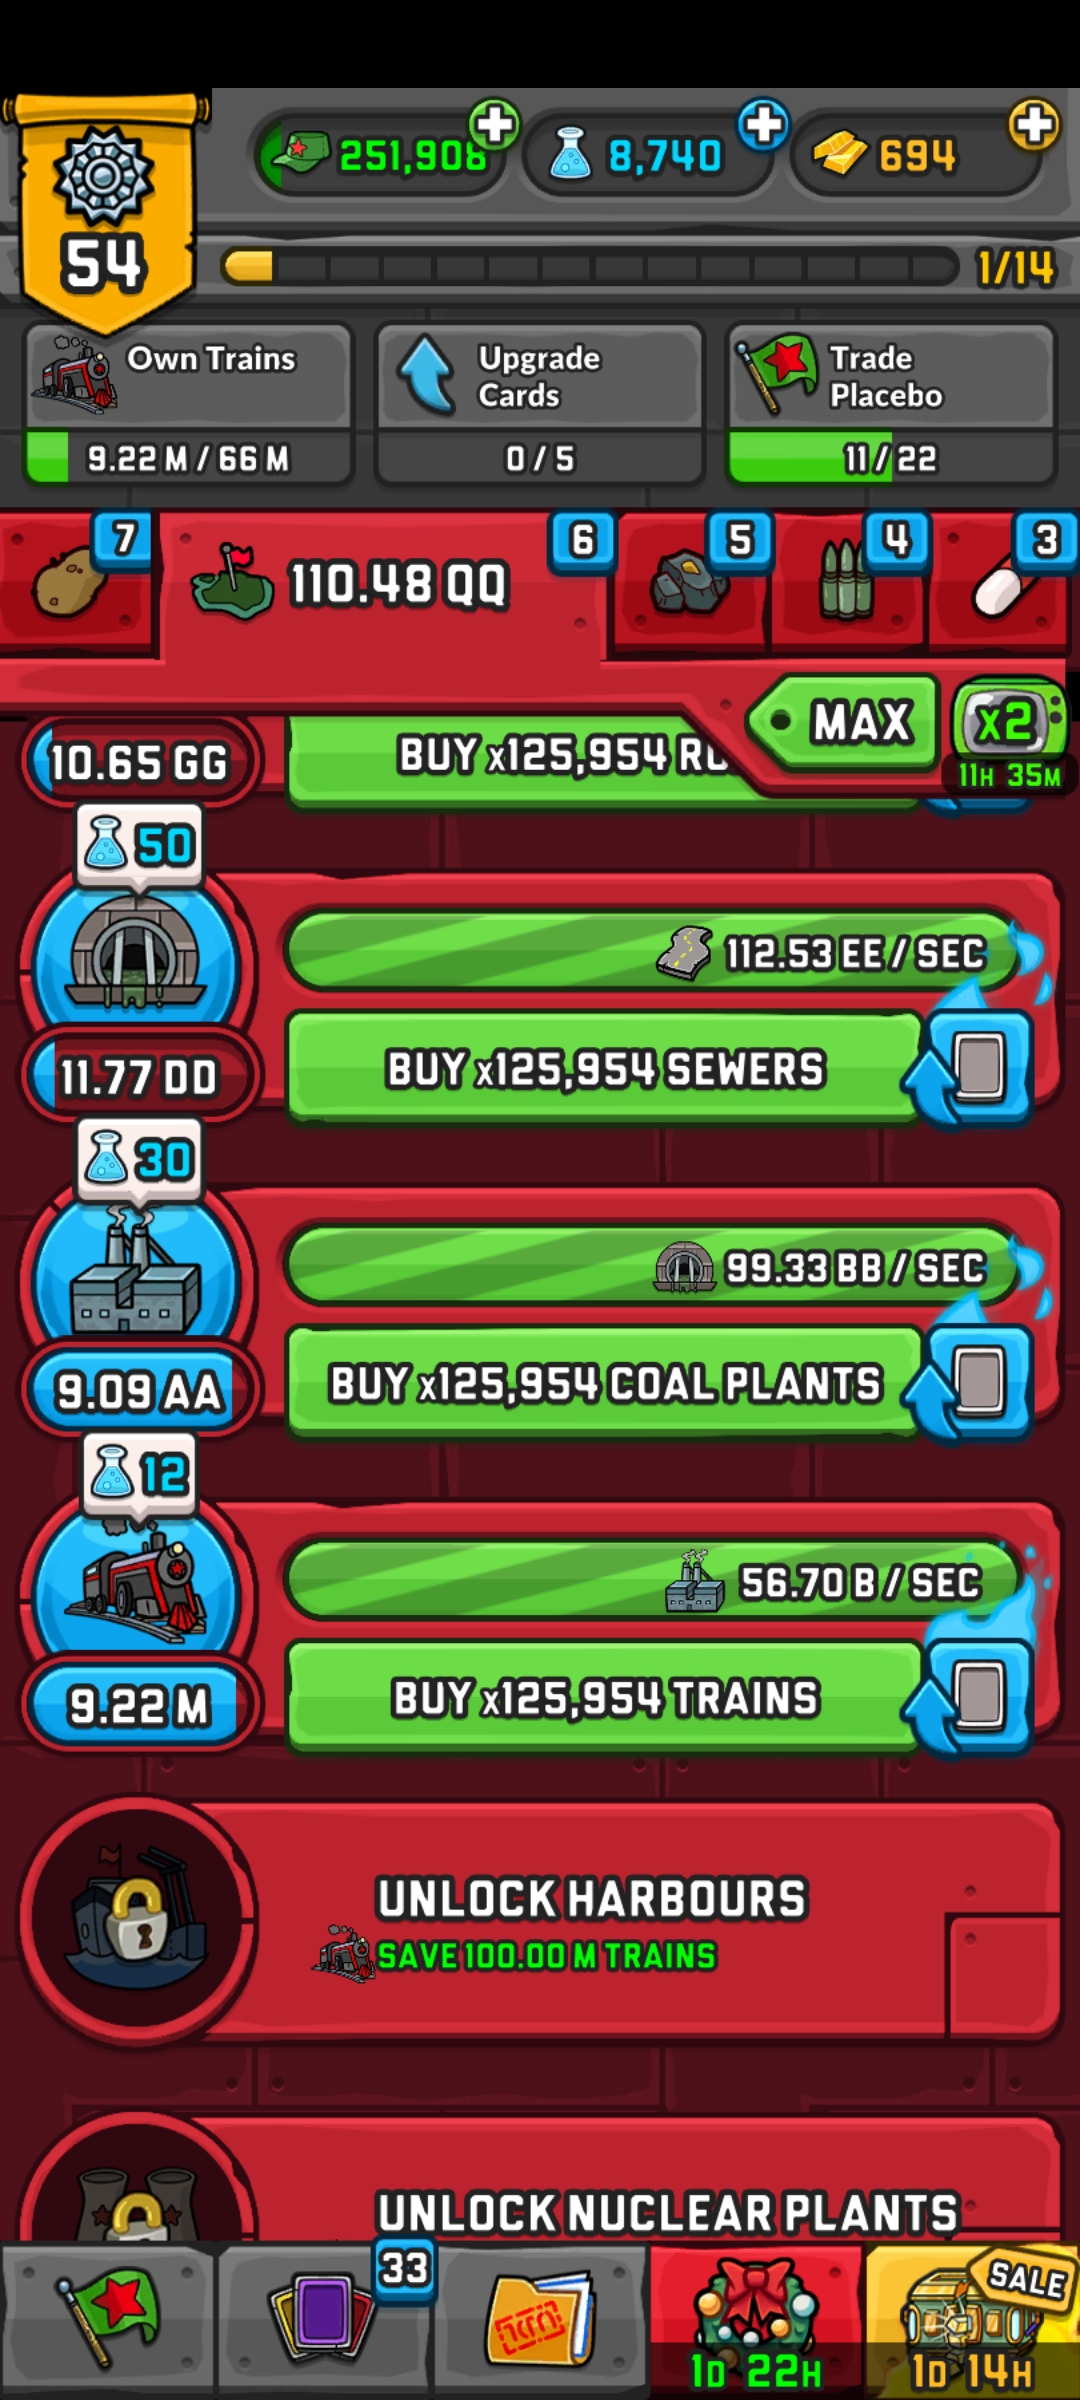 251,908
8,740
694
54
1/14
Own Trains
9.22 M / 66 M
Upgrade
Cards
0 / 5
Trade
Placebo
11 / 22
7
110.48 QQ
6
5
4
3
MAX
x2
11H 35M
10.65 GG
BUY x125,954
50
112.53 EE / SEC
11.77 DD
BUY x125,954 SEWERS
30
99.33 BB / SEC
9.09 AA
BUY x125,954 COAL PLANTS
12
56.70 B / SEC
9.22 M
BUY x125,954 TRAINS
UNLOCK HARBOURS
SAVE 100.00 M TRAINS
UNLOCK NUCLEAR PLANTS
33
SALE
1D 22H
1D 14H